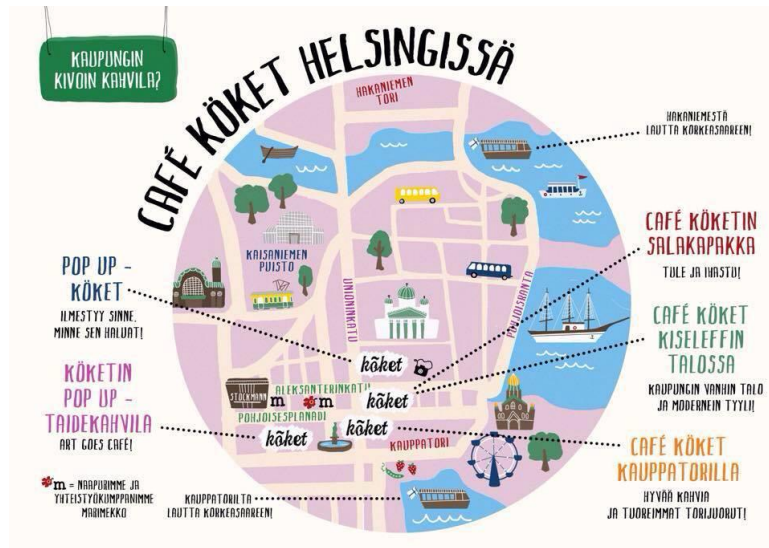 KAUPUNGIN
KIVOIN KAHVILA?
CAFÉ KÖKET HELSINGISSÄ
HAKANIEMEN
TORI
HAKANIEMESTÄ
LAUTTA KORKEASAAREEN!
KAISANIEMEN
PUISTO
UNIONINKATU
POHJOISRANTA
POP UP -
KÖKET
ILMESTYY SINNE,
MINNE SEN HALUAT!
CAFÉ KÖKETIN
SALAKAPAKKA
TULE JA IHASTU!
CAFÉ KÖKET
KISELEFFIN
TALOSSA
KAUPUNGIN VANHIN TALO
JA MODERNEIN TYYLI!
köket
STOCKMANN
m
m
ALEKSANTERINKATU
köket
POHJOISESPLANADI
köket
köket
KAUPPATORI
KÖKETIN
POP UP -
TAIDEKAHVILA
ART GOES CAFÉ!
CAFÉ KÖKET
KAUPPATORILLA
HYVÄÄ KAHVIA
JA TUOREIMMAT TORIJUORUT!
m = NAAPURIMME JA
YHTEISTYÖKUMPPANIMME
MARIMEKKO
KAUPPATORILTA
LAUTTA KORKEASAAREEN!